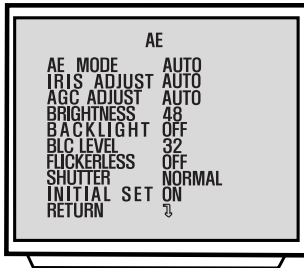 AE
AE MODE AUTO
IRIS ADJUST AUTO
AGC ADJUST AUTO
BRIGHTNESS 48
BACKLIGHT OFF
BLC LEVEL 32
FLICKERLESS OFF
SHUTTER NORMAL
INITIAL SET ON
RETURN ↴